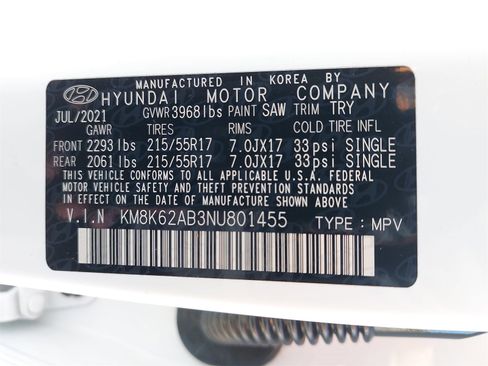 MANUFACTURED IN KOREA BY
HYUNDAI MOTOR COMPANY
JUL/2021 GVWR 3968lbs PAINT SAW TRIM TRY
GAWR TIRES RIMS COLD TIRE INFL
FRONT 2293lbs 215/55R17 7.0JX17 33psi SINGLE
REAR 2061lbs 215/55R17 7.0JX17 33psi SINGLE
THIS VEHICLE CONFORMS TO ALL APPLICABLE U.S.A. FEDERAL
MOTOR VEHICLE SAFETY AND THEFT PREVENTION STANDARDS
IN EFFECT ON THE DATE OF MANUFACTURE SHOWN ABOVE.
V.I.N KM8K62AB3NU801455 TYPE: MPV